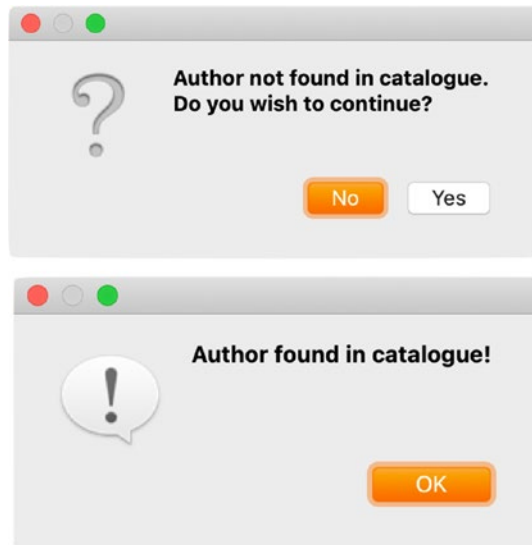 Author not found in catalogue.
Do you wish to continue?
No
Yes
Author found in catalogue!
OK